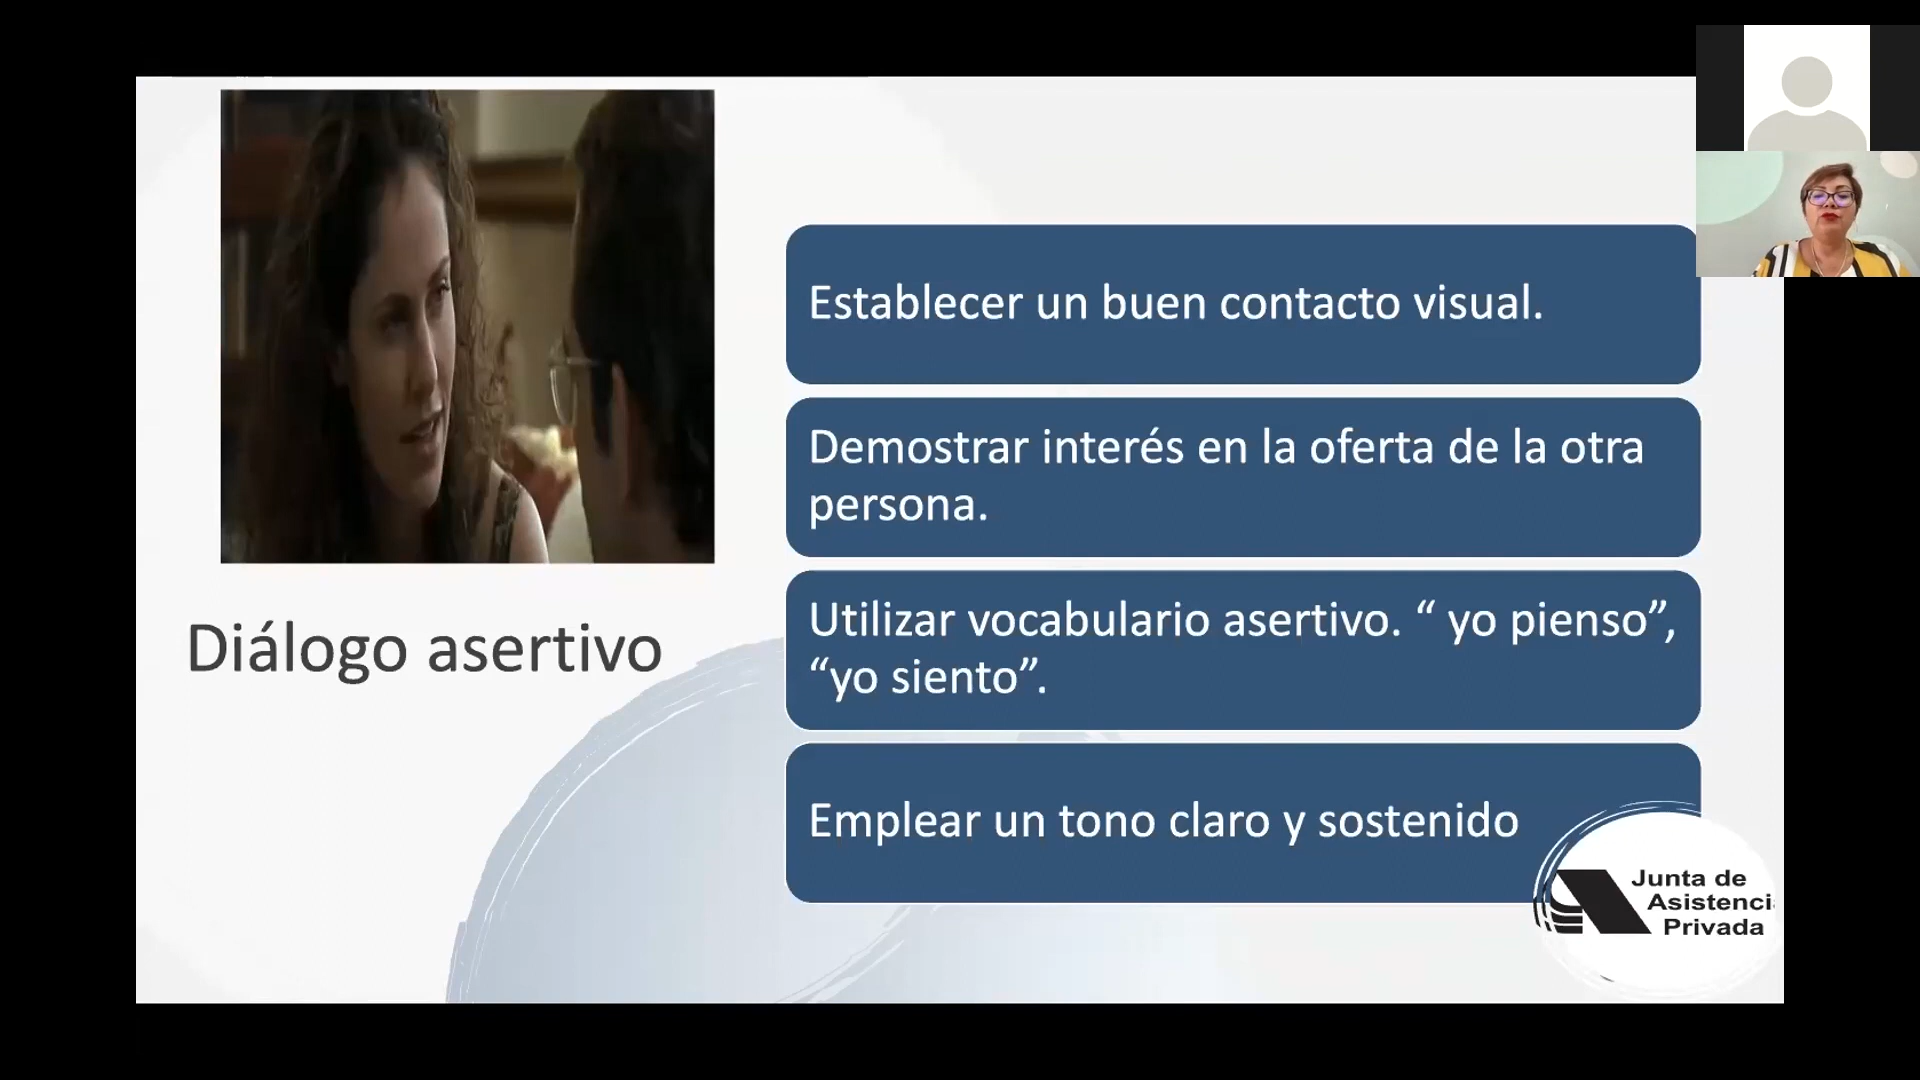 Diálogo asertivo
Establecer un buen contacto visual.
Demostrar interés en la oferta de la otra
persona.
Utilizar vocabulario asertivo. “ yo pienso”,
“yo siento”.
Emplear un tono claro y sostenido
Junta de
Asistenci
Privada